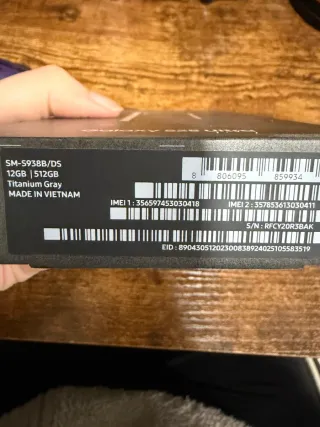 SM-S938B/DS
12GB | 512GB
Titanium Gray
MADE IN VIETNAM
8 806095 859934
IMEI 1 : 356597453030418
IMEI 2 : 357853613030411
S/N : RFCY20R3BAK
EID : 89043051202300838924025105583519